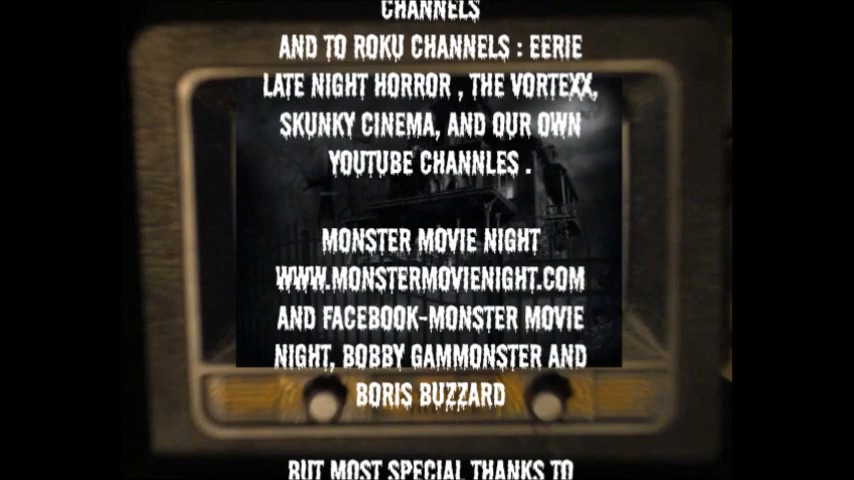 CHANNELS
AND TO ROKU CHANNELS : EERIE
LATE NIGHT HORROR , THE VORTEXX,
SKUNKY CINEMA, AND OUR OWN
YOUTUBE CHANNLES .
MONSTER MOVIE NIGHT
WWW.MONSTERMOVIENIGHT.COM
AND FACEBOOK-MONSTER MOVIE
NIGHT, BOBBY GAMMONSTER AND
BORIS BUZZARD
BUT MOST SPECIAL THANKS TO